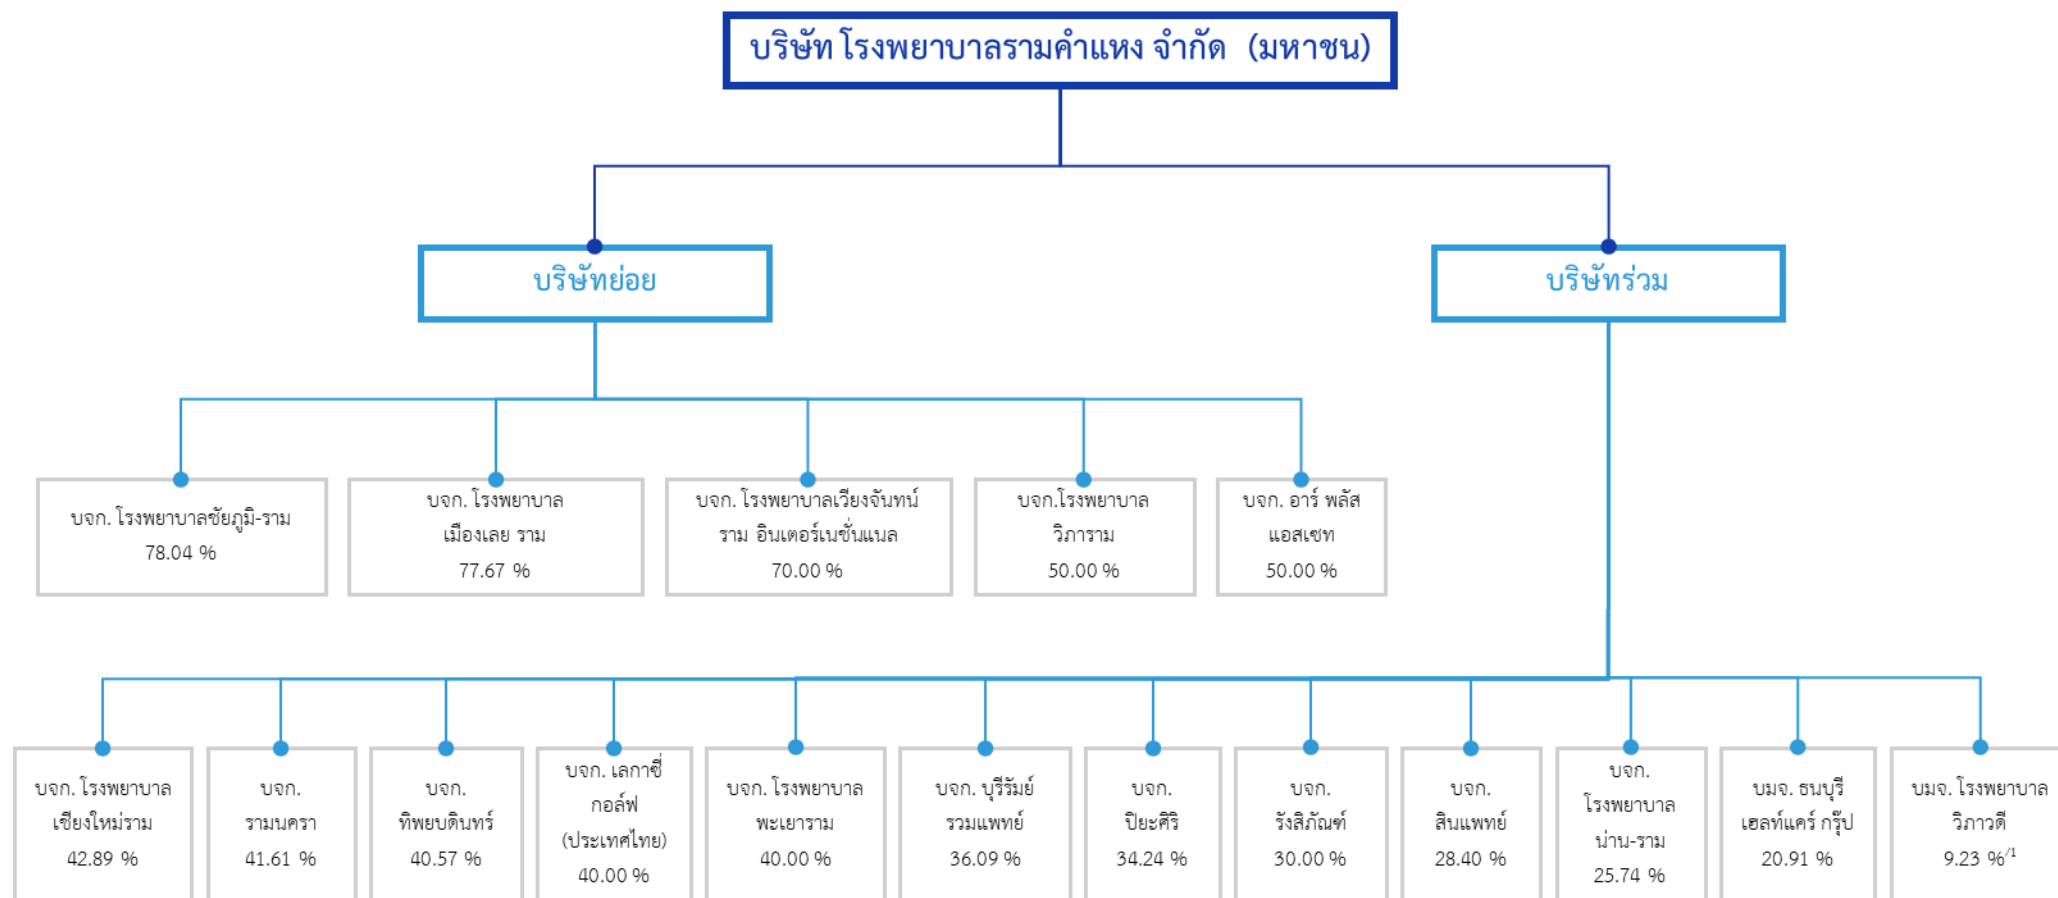 บริษัท โรงพยาบาลรามคำแหง จำกัด (มหาชน)
บริษัทย่อย
บริษัทร่วม
บจก. โรงพยาบาลชัยภูมิ-ราม
78.04 %
บจก. โรงพยาบาล
เมืองเลย ราม
77.67 %
บจก. โรงพยาบาลเวียงจันทน์
ราม อินเตอร์เนชั่นแนล
70.00 %
บจก.โรงพยาบาล
วิภาราม
50.00 %
บจก. อาร์ พลัส
แอสเซท
50.00 %
บจก. โรงพยาบาล
เชียงใหม่ราม
42.89 %
บจก.
รามนครา
41.61 %
บจก.
ทิพยบดินทร์
40.57 %
บจก. เลกาซี่
กอล์ฟ
(ประเทศไทย)
40.00 %
บจก. โรงพยาบาล
พะเยาราม
40.00 %
บจก. บุรีรัมย์
รวมแพทย์
36.09 %
บจก.
ปิยะศิริ
34.24 %
บจก.
รังสิภัณฑ์
30.00 %
บจก.
สินแพทย์
28.40 %
บจก.
โรงพยาบาล
น่าน-ราม
25.74 %
บมจ. ธนบุรี
เฮลท์แคร์ กรุ๊ป
20.91 %
บมจ. โรงพยาบาล
วิภาวดี
9.23 %/1